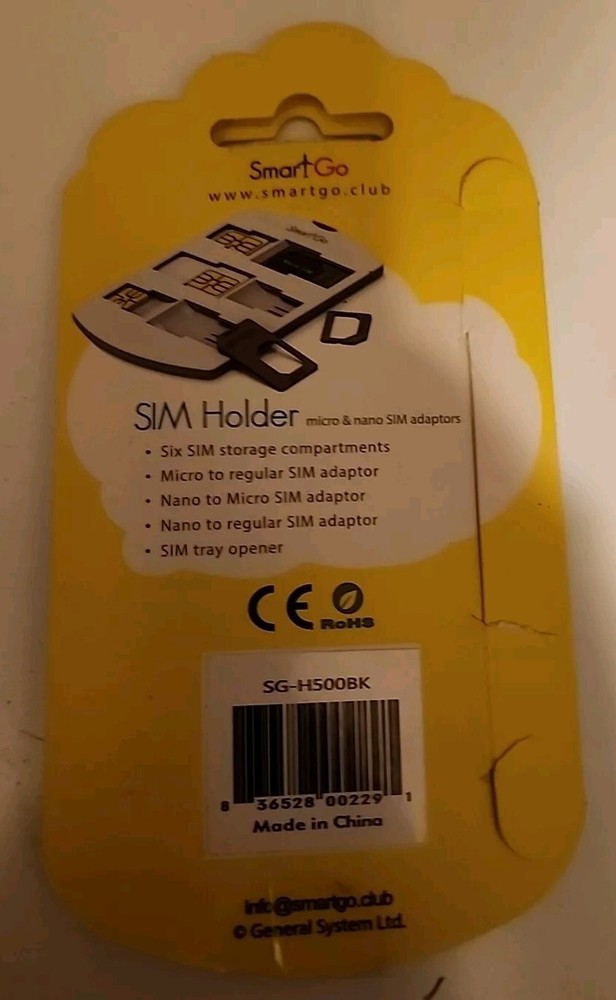 SmartGo
www.smartgo.club
SmartGo
SIM Holder micro & nano SIM adaptors
• Six SIM storage compartments
• Micro to regular SIM adaptor
• Nano to Micro SIM adaptor
• Nano to regular SIM adaptor
• SIM tray opener
CE RoHS
SG-H500BK
8 36528 00229 1
Made in China
info@smartgo.club
© General System Ltd.